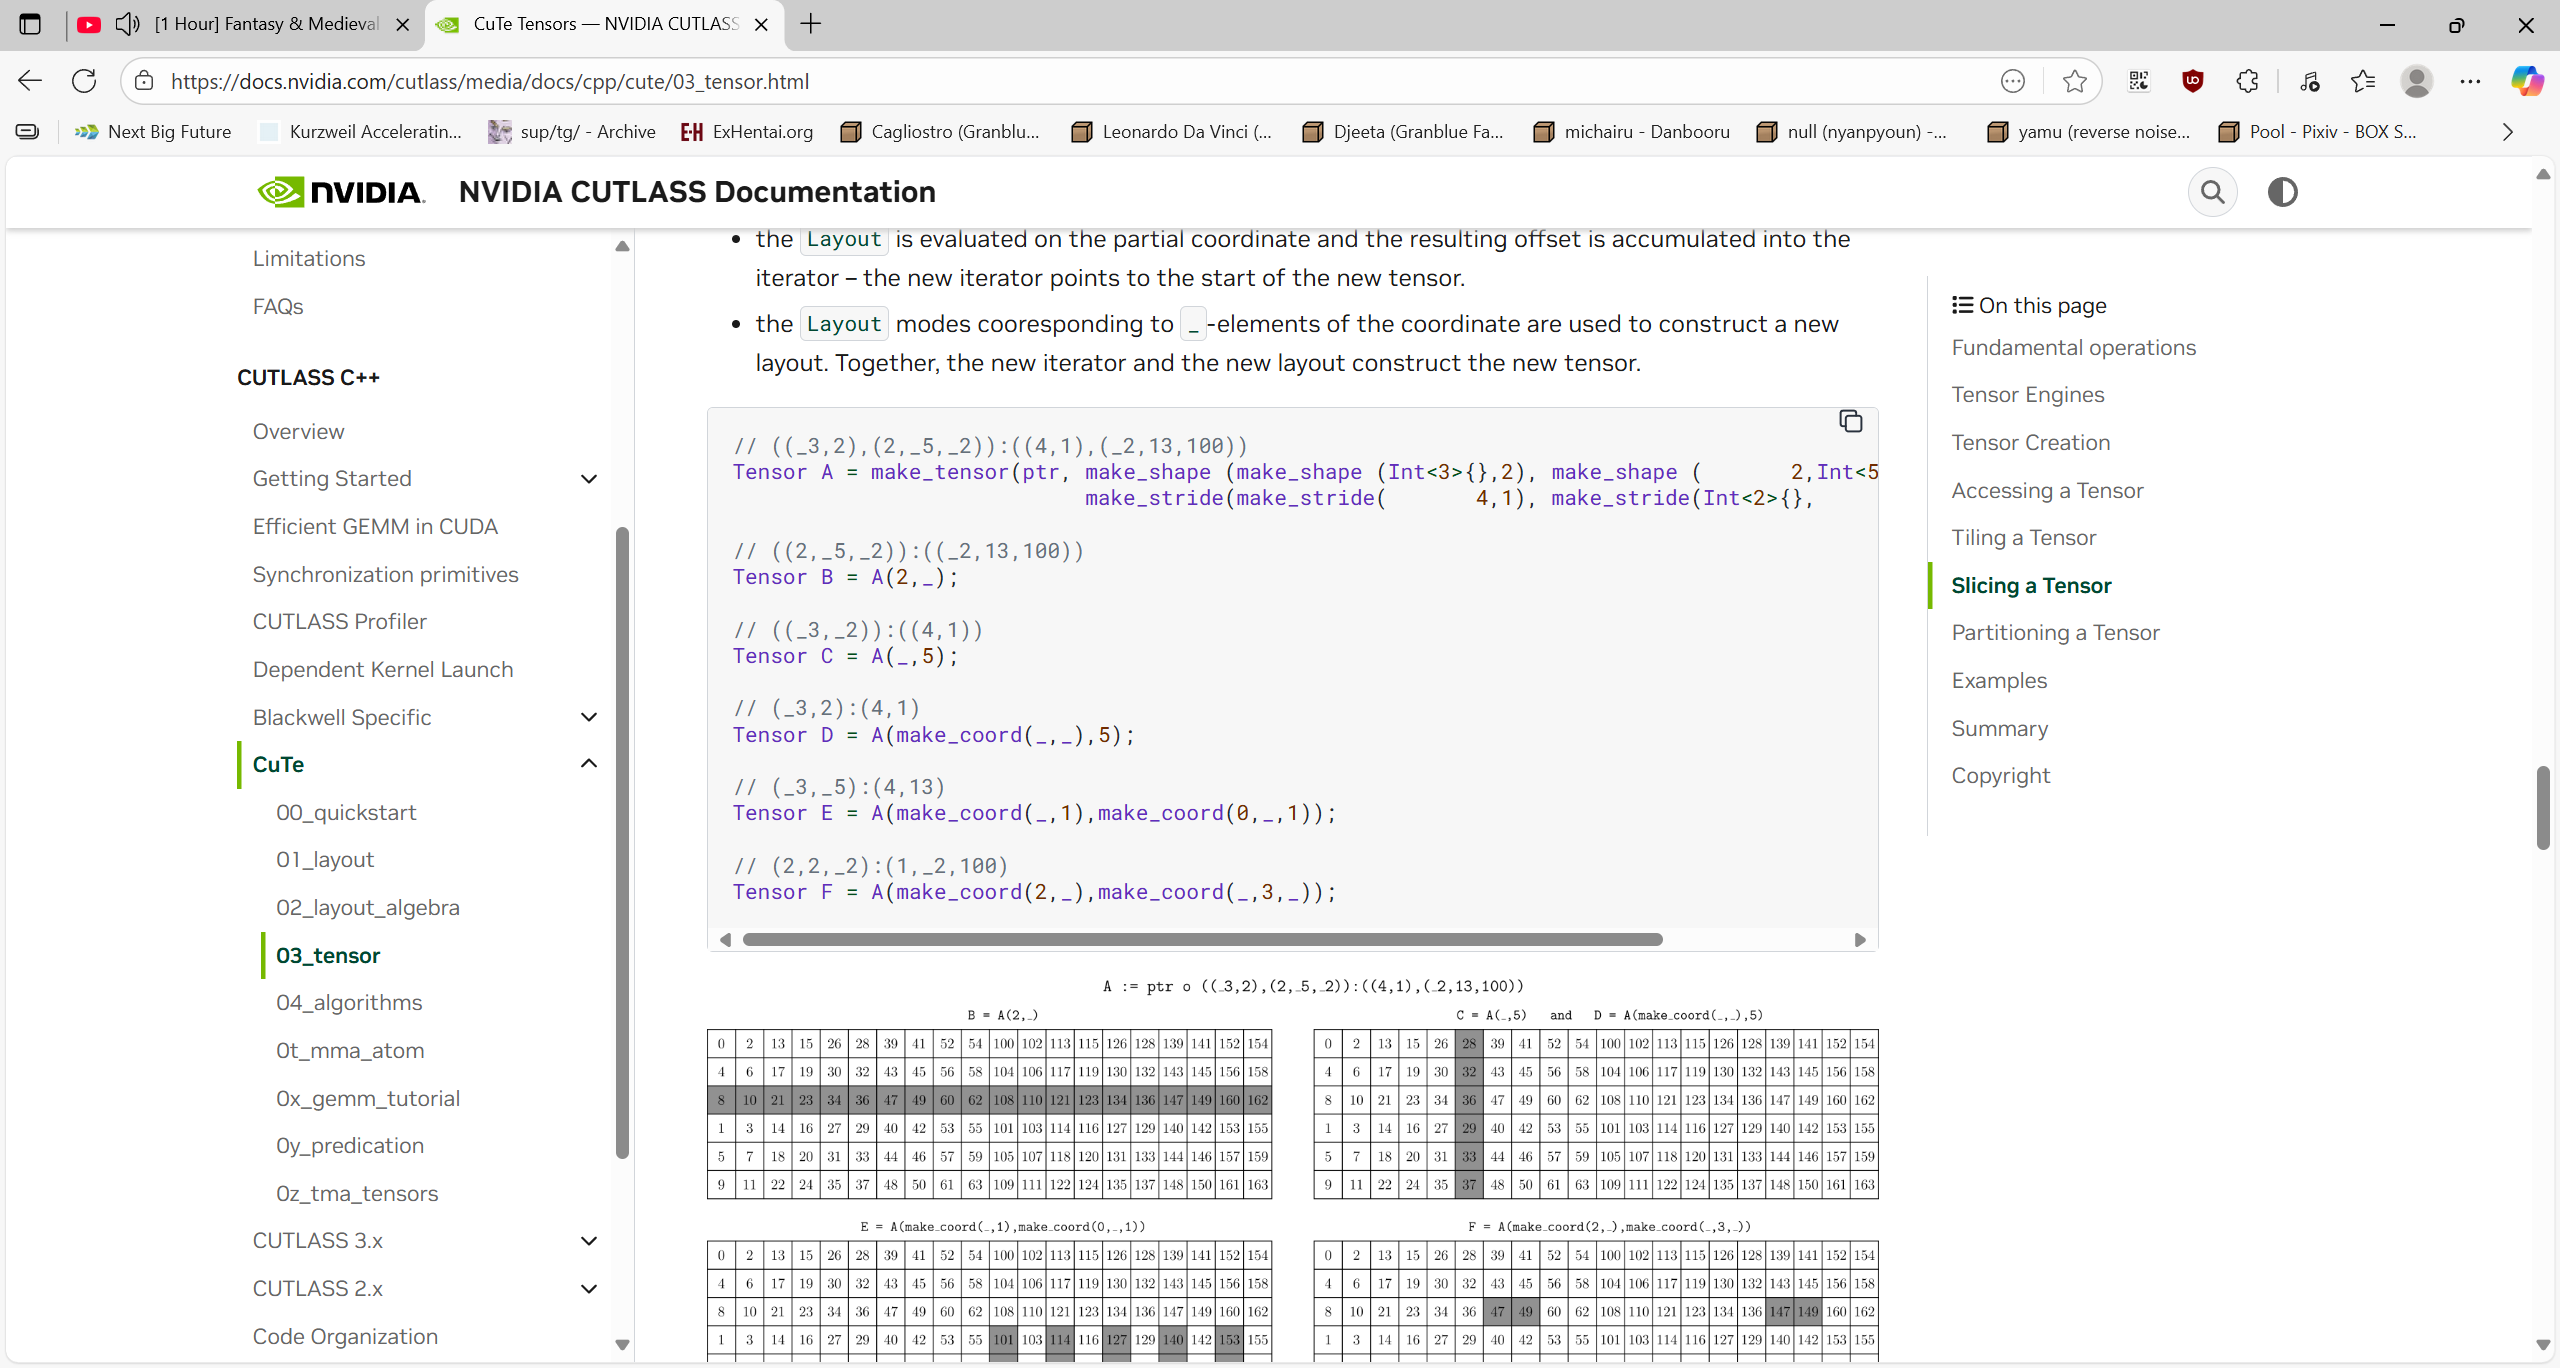 [1 Hour] Fantasy & Medieval
CuTe Tensors — NVIDIA CUTLASS
https://docs.nvidia.com/cutlass/media/docs/cpp/cute/03_tensor.html
Next Big Future
Kurzweil Acceleratin...
sup/tg/ - Archive
E-H ExHentai.org
Cagliostro (Granblu...
Leonardo Da Vinci (...
Djeeta (Granblue Fa...
michairu - Danbooru
null (nyanpyoun) -...
yamu (reverse noise...
Pool - Pixiv - BOX S...
NVIDIA. NVIDIA CUTLASS Documentation
Limitations
FAQs
CUTLASS C++
Overview
Getting Started
Efficient GEMM in CUDA
Synchronization primitives
CUTLASS Profiler
Dependent Kernel Launch
Blackwell Specific
CuTe
00_quickstart
01_layout
02_layout_algebra
03_tensor
04_algorithms
0t_mma_atom
0x_gemm_tutorial
0y_predication
0z_tma_tensors
CUTLASS 3.x
CUTLASS 2.x
Code Organization
• the Layout is evaluated on the partial coordinate and the resulting offset is accumulated into the
iterator – the new iterator points to the start of the new tensor.
• the Layout modes cooresponding to _-elements of the coordinate are used to construct a new
layout. Together, the new iterator and the new layout construct the new tensor.
// ((_3,2),(2,_5,_2)):((4,1),(_2,13,100))
Tensor A = make_tensor(ptr, make_shape (make_shape (Int<3>{},2), make_shape (       2,Int<5
make_stride(make_stride(       4,1), make_stride(Int<2>{},
// ((2,_5,_2)):((_2,13,100))
Tensor B = A(2,_);
// ((_3,_2)):((4,1))
Tensor C = A(_,5);
// (_3,2):(4,1)
Tensor D = A(make_coord(_,_),5);
// (_3,_5):(4,13)
Tensor E = A(make_coord(_,1),make_coord(0,_,1));
// (2,2,_2):(1,_2,100)
Tensor F = A(make_coord(2,_),make_coord(_,3,_));
A := ptr o ((_3,2),(2,_5,_2)):((4,1),(_2,13,100))
B = A(2,_)
0 2 13 15 26 28 39 41 52 54 100 102 113 115 126 128 139 141 152 154
4 6 17 19 30 32 43 45 56 58 104 106 117 119 130 132 143 145 156 158
8 10 21 23 34 36 47 49 60 62 108 110 121 123 134 136 147 149 160 162
1 3 14 16 27 29 40 42 53 55 101 103 114 116 127 129 140 142 153 155
5 7 18 20 31 33 44 46 57 59 105 107 118 120 131 133 144 146 157 159
9 11 22 24 35 37 48 50 61 63 109 111 122 124 135 137 148 150 161 163
C = A(_,5) and D = A(make_coord(_,_),5)
0 2 13 15 26 28 39 41 52 54 100 102 113 115 126 128 139 141 152 154
4 6 17 19 30 32 43 45 56 58 104 106 117 119 130 132 143 145 156 158
8 10 21 23 34 36 47 49 60 62 108 110 121 123 134 136 147 149 160 162
1 3 14 16 27 29 40 42 53 55 101 103 114 116 127 129 140 142 153 155
5 7 18 20 31 33 44 46 57 59 105 107 118 120 131 133 144 146 157 159
9 11 22 24 35 37 48 50 61 63 109 111 122 124 135 137 148 150 161 163
E = A(make_coord(_,1),make_coord(0,_,1))
0 2 13 15 26 28 39 41 52 54 100 102 113 115 126 128 139 141 152 154
4 6 17 19 30 32 43 45 56 58 104 106 117 119 130 132 143 145 156 158
8 10 21 23 34 36 47 49 60 62 108 110 121 123 134 136 147 149 160 162
1 3 14 16 27 29 40 42 53 55 101 103 114 116 127 129 140 142 153 155
F = A(make_coord(2,_),make_coord(_,3,_))
0 2 13 15 26 28 39 41 52 54 100 102 113 115 126 128 139 141 152 154
4 6 17 19 30 32 43 45 56 58 104 106 117 119 130 132 143 145 156 158
8 10 21 23 34 36 47 49 60 62 108 110 121 123 134 136 147 149 160 162
1 3 14 16 27 29 40 42 53 55 101 103 114 116 127 129 140 142 153 155
On this page
Fundamental operations
Tensor Engines
Tensor Creation
Accessing a Tensor
Tiling a Tensor
Slicing a Tensor
Partitioning a Tensor
Examples
Summary
Copyright